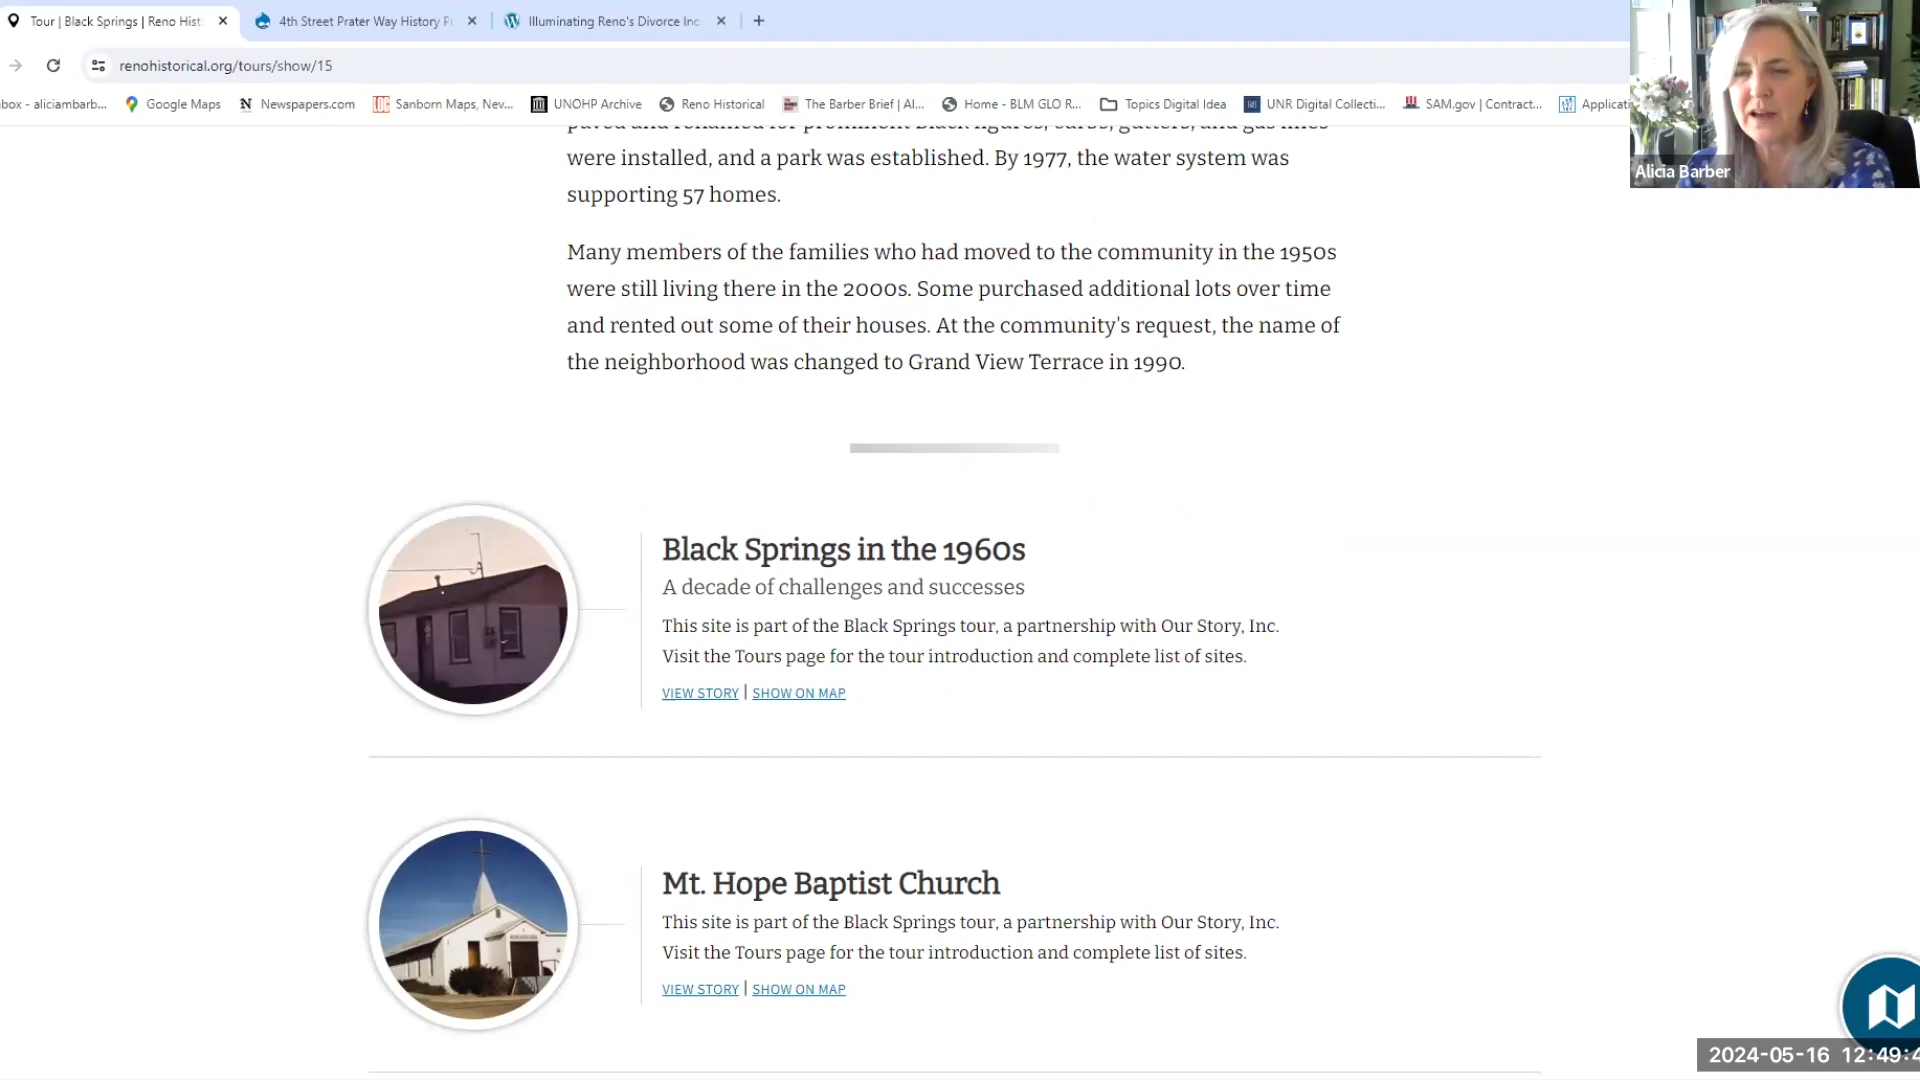 Tour | Black Springs | Reno Hist
4th Street Prater Way History P
Illuminating Reno's Divorce Ind
renohistorical.org/tours/show/15
box - aliciambarb...
Google Maps
Newspapers.com
Sanborn Maps, Nev...
UNOHP Archive
Reno Historical
The Barber Brief | Al...
Home - BLM GLO R...
Topics Digital Idea
UNR Digital Collecti...
SAM.gov | Contract...
Applicati
Alicia Barber
paved and renamed for prominent Black figures, curbs, gutters, and gas lines
were installed, and a park was established. By 1977, the water system was
supporting 57 homes.
Many members of the families who had moved to the community in the 1950s
were still living there in the 2000s. Some purchased additional lots over time
and rented out some of their houses. At the community's request, the name of
the neighborhood was changed to Grand View Terrace in 1990.
Black Springs in the 1960s
A decade of challenges and successes
This site is part of the Black Springs tour, a partnership with Our Story, Inc.
Visit the Tours page for the tour introduction and complete list of sites.
VIEW STORY | SHOW ON MAP
Mt. Hope Baptist Church
This site is part of the Black Springs tour, a partnership with Our Story, Inc.
Visit the Tours page for the tour introduction and complete list of sites.
VIEW STORY | SHOW ON MAP
2024-05-16 12:49:4